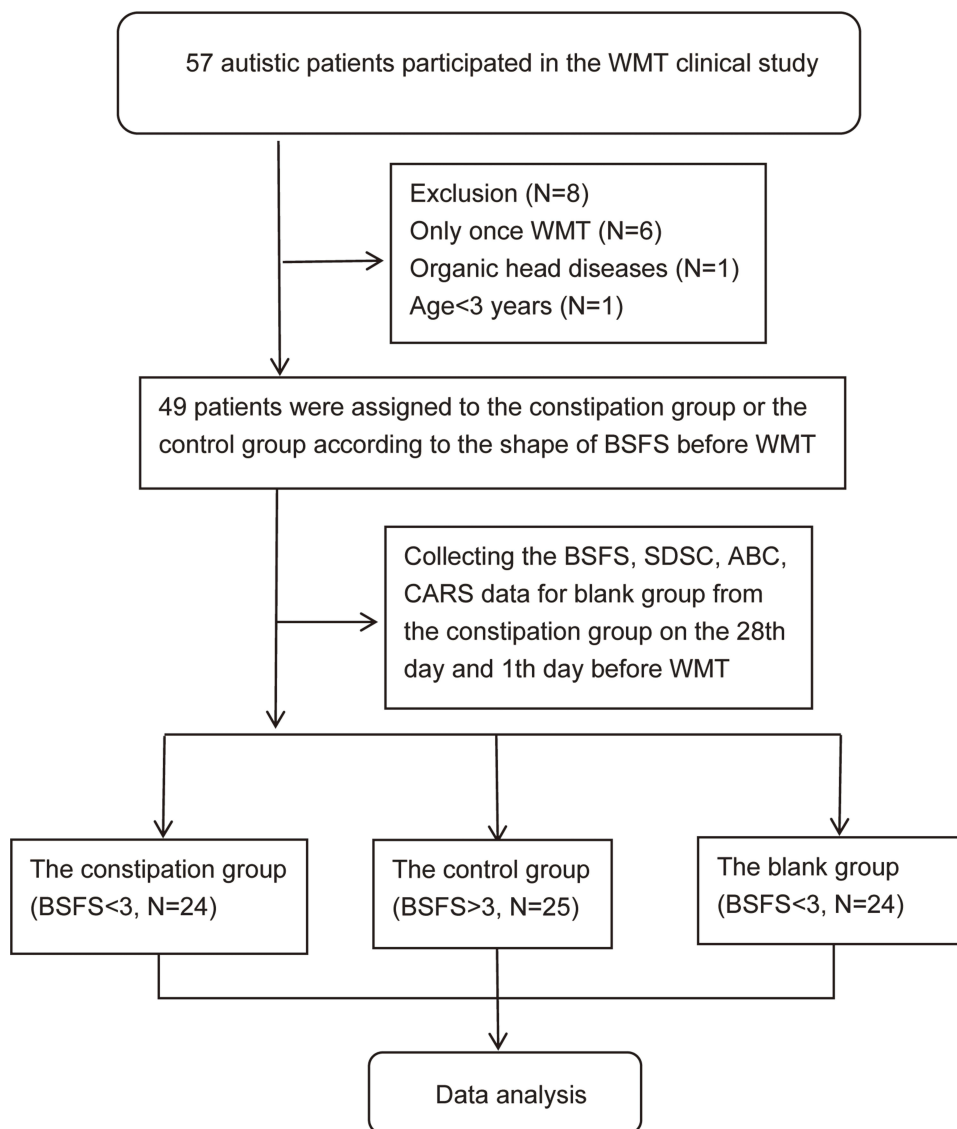 57 autistic patients participated in the WMT clinical study
Exclusion (N=8)
Only once WMT (N=6)
Organic head diseases (N=1)
Age<3 years (N=1)
49 patients were assigned to the constipation group or the
control group according to the shape of BSFS before WMT
Collecting the BSFS, SDSC, ABC,
CARS data for blank group from
the constipation group on the 28th
day and 1th day before WMT
The constipation group
(BSFS<3, N=24)
The control group
(BSFS>3, N=25)
The blank group
(BSFS<3, N=24)
Data analysis